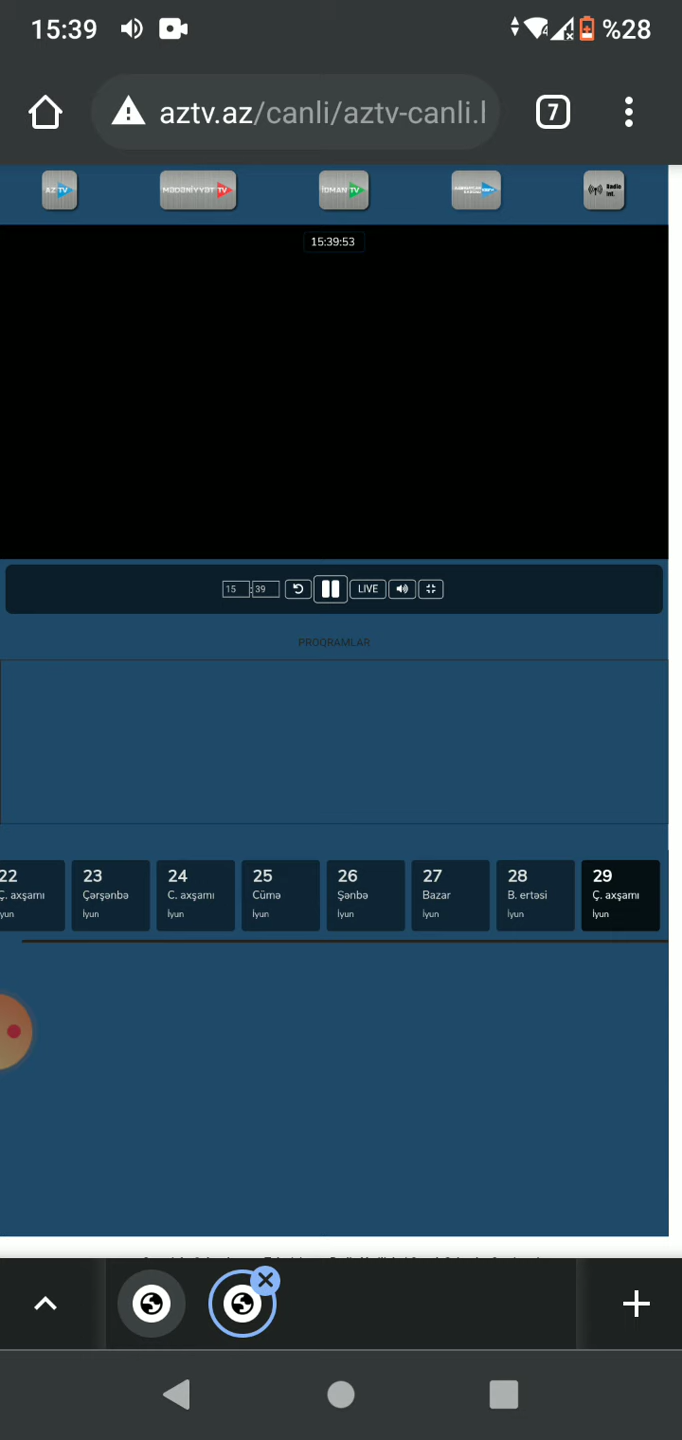 15:39
%28
aztv.az/canli/aztv-canli.l
7
AZ TV
MƏDƏNİYYƏT TV
İDMAN TV
Radio
int.
15:39:53
15 : 39
LIVE
PROQRAMLAR
22
Ç. axşamı
yun
23
Çərşənbə
İyun
24
C. axşamı
İyun
25
Cümə
İyun
26
Şənbə
İyun
27
Bazar
İyun
28
B. ertəsi
İyun
29
Ç. axşamı
İyun